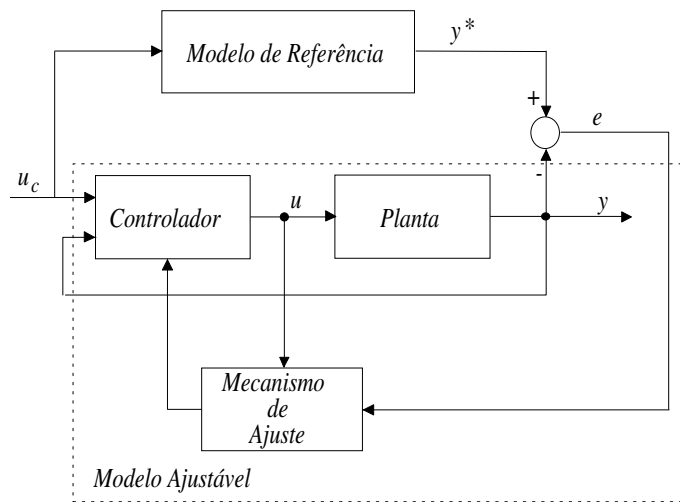 Modelo de Referência
y*
+
e
-
u_c
Controlador
u
Planta
y
Mecanismo
de
Ajuste
Modelo Ajustável